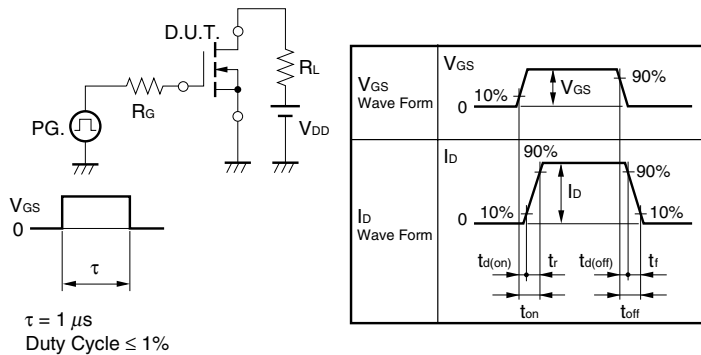 D.U.T.
RL
RG
PG.
VDD
VGS
0
τ
τ = 1 μs
Duty Cycle ≤ 1%
VGS
Wave Form
VGS
10%
0
VGS
90%
ID
Wave Form
ID
90%
90%
10%
0
ID
10%
td(on)
tr
td(off)
tf
ton
toff